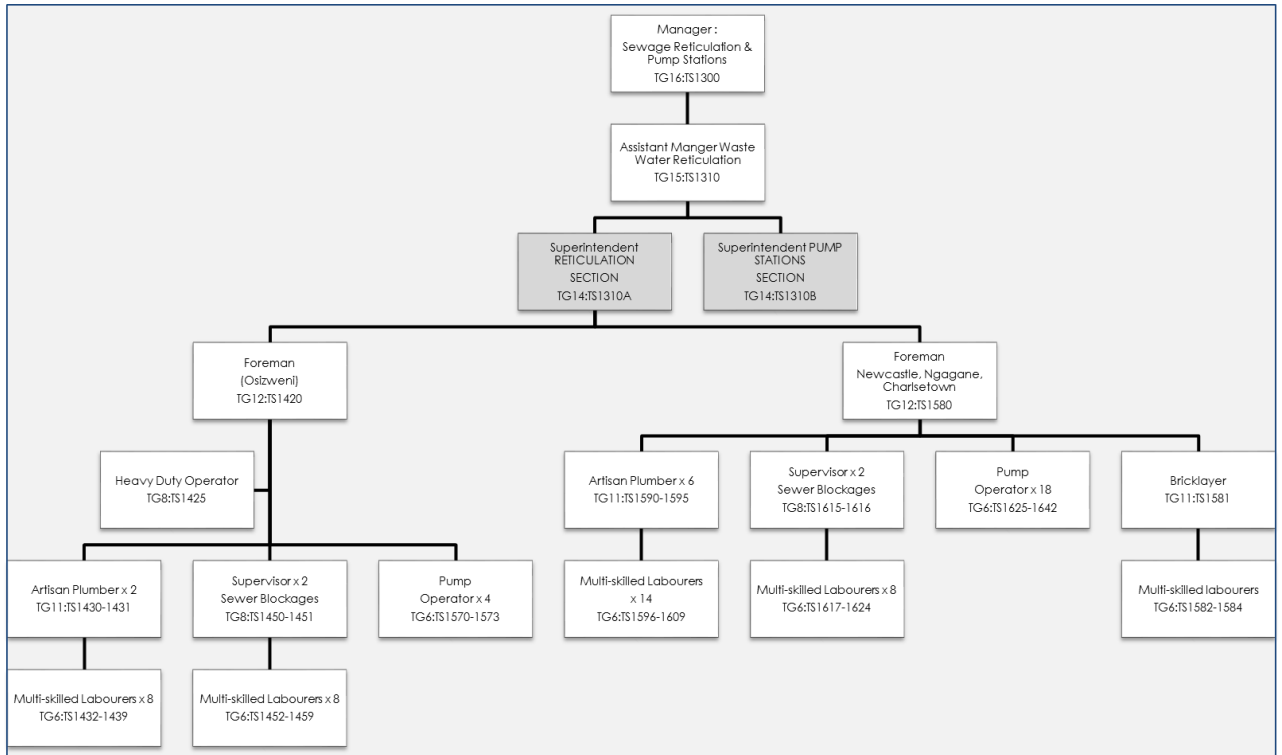 Manager :
Sewage Reticulation &
Pump Stations
TG16:TS1300
Assistant Manger Waste
Water Reticulation
TG15:TS1310
Superintendent
RETICULATION
SECTION
TG14:TS1310A
Superintendent PUMP
STATIONS
SECTION
TG14:TS1310B
Foreman
(Osizweni)
TG12:TS1420
Foreman
Newcastle, Ngagane,
Charlsetown
TG12:TS1580
Heavy Duty Operator
TG8:TS1425
Artisan Plumber x 6
TG11:TS1590-1595
Supervisor x 2
Sewer Blockages
TG8:TS1615-1616
Pump
Operator x 18
TG6:TS1625-1642
Bricklayer
TG11:TS1581
Artisan Plumber x 2
TG11:TS1430-1431
Supervisor x 2
Sewer Blockages
TG8:TS1450-1451
Pump
Operator x 4
TG6:TS1570-1573
Multi-skilled Labourers
x 14
TG6:TS1596-1609
Multi-skilled Labourers x 8
TG6:TS1617-1624
Multi-skilled labourers
TG6:TS1582-1584
Multi-skilled Labourers x 8
TG6:TS1432-1439
Multi-skilled Labourers x 8
TG6:TS1452-1459